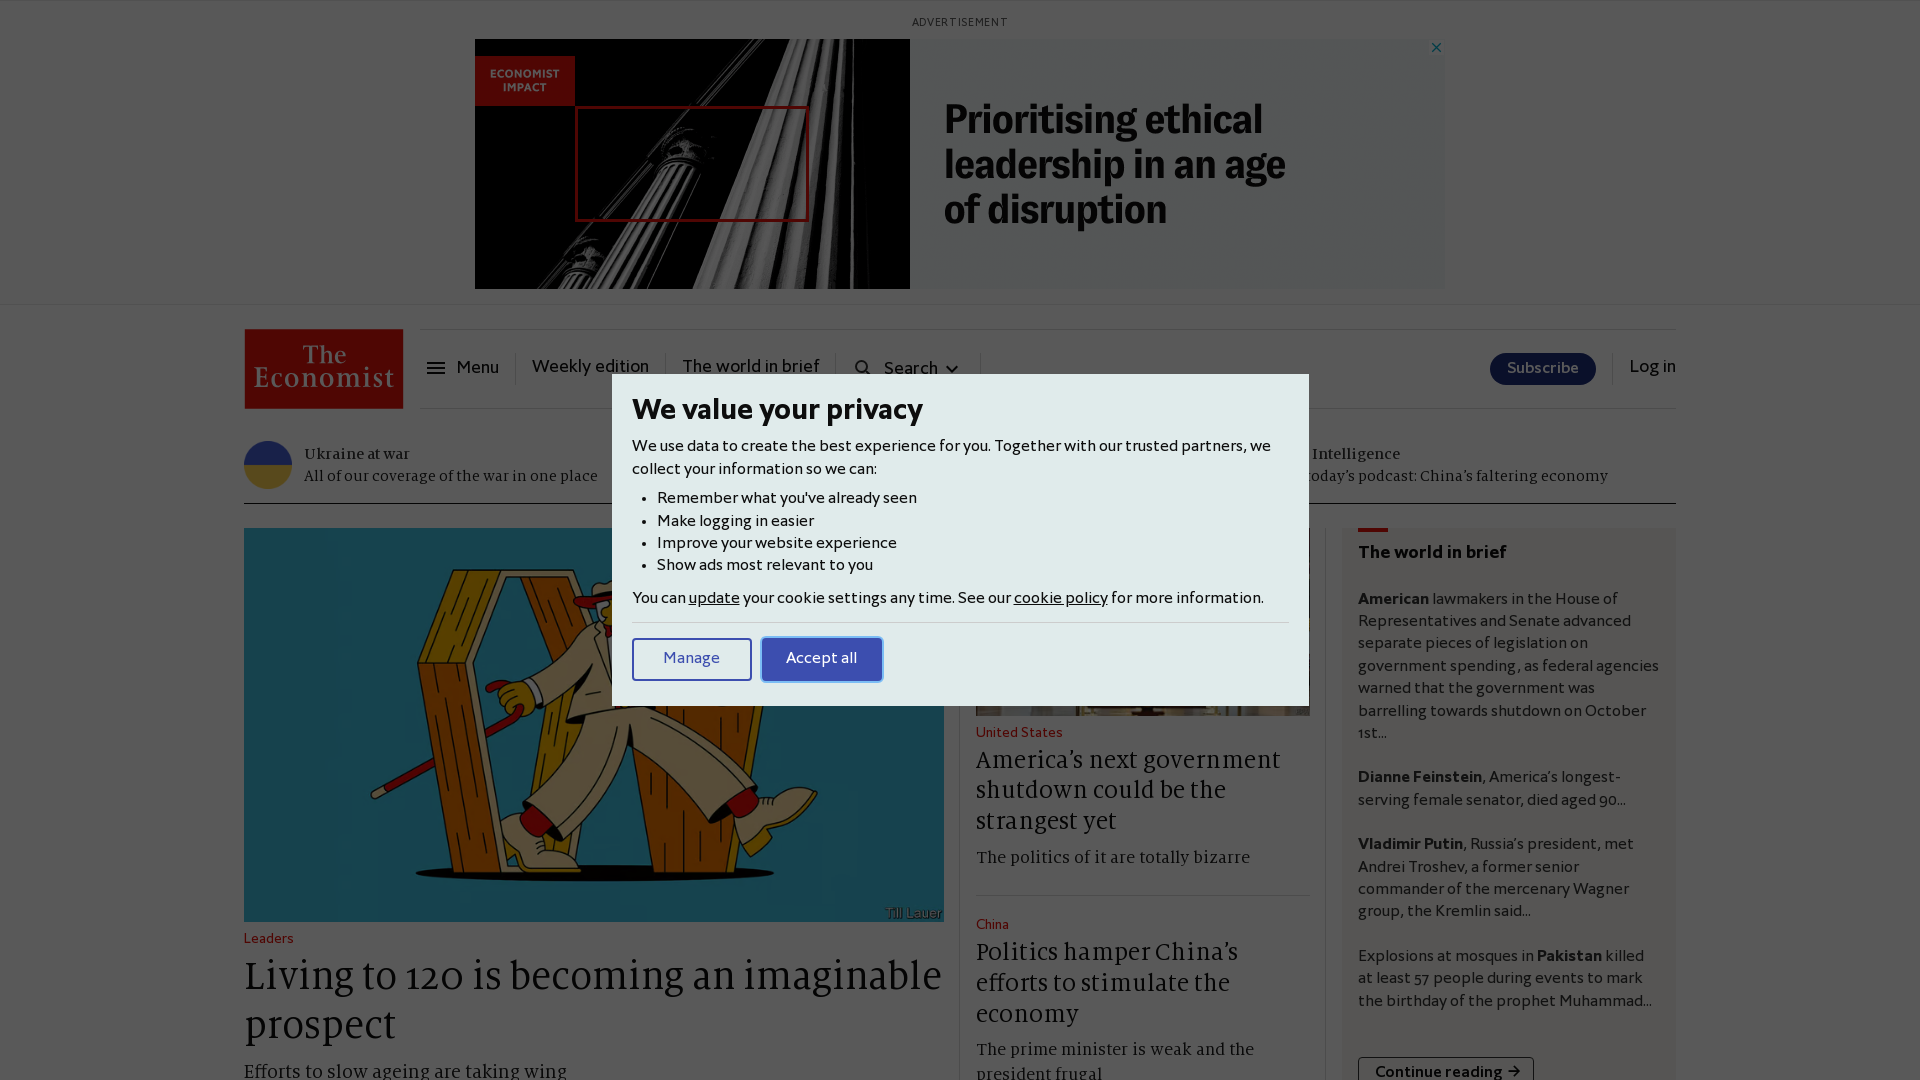 ADVERTISEMENT
ECONOMIST
IMPACT
Prioritising ethical
leadership in an age
of disruption
The
Economist
Menu
Weekly edition
The world in brief
Search
Subscribe
Log in
Ukraine at war
All of our coverage of the war in one place
Intelligence
today’s podcast: China’s faltering economy
We value your privacy
We use data to create the best experience for you. Together with our trusted partners, we
collect your information so we can:
• Remember what you've already seen
• Make logging in easier
• Improve your website experience
• Show ads most relevant to you
You can update your cookie settings any time. See our cookie policy for more information.
Manage
Accept all
Till Lauer
Leaders
Living to 120 is becoming an imaginable
prospect
Efforts to slow ageing are taking wing
United States
America’s next government
shutdown could be the
strangest yet
The politics of it are totally bizarre
China
Politics hamper China’s
efforts to stimulate the
economy
The prime minister is weak and the
president frugal
The world in brief
American lawmakers in the House of
Representatives and Senate advanced
separate pieces of legislation on
government spending, as federal agencies
warned that the government was
barrelling towards shutdown on October
1st…
Dianne Feinstein, America’s longest-
serving female senator, died aged 90…
Vladimir Putin, Russia’s president, met
Andrei Troshev, a former senior
commander of the mercenary Wagner
group, the Kremlin said…
Explosions at mosques in Pakistan killed
at least 57 people during events to mark
the birthday of the prophet Muhammad…
Continue reading